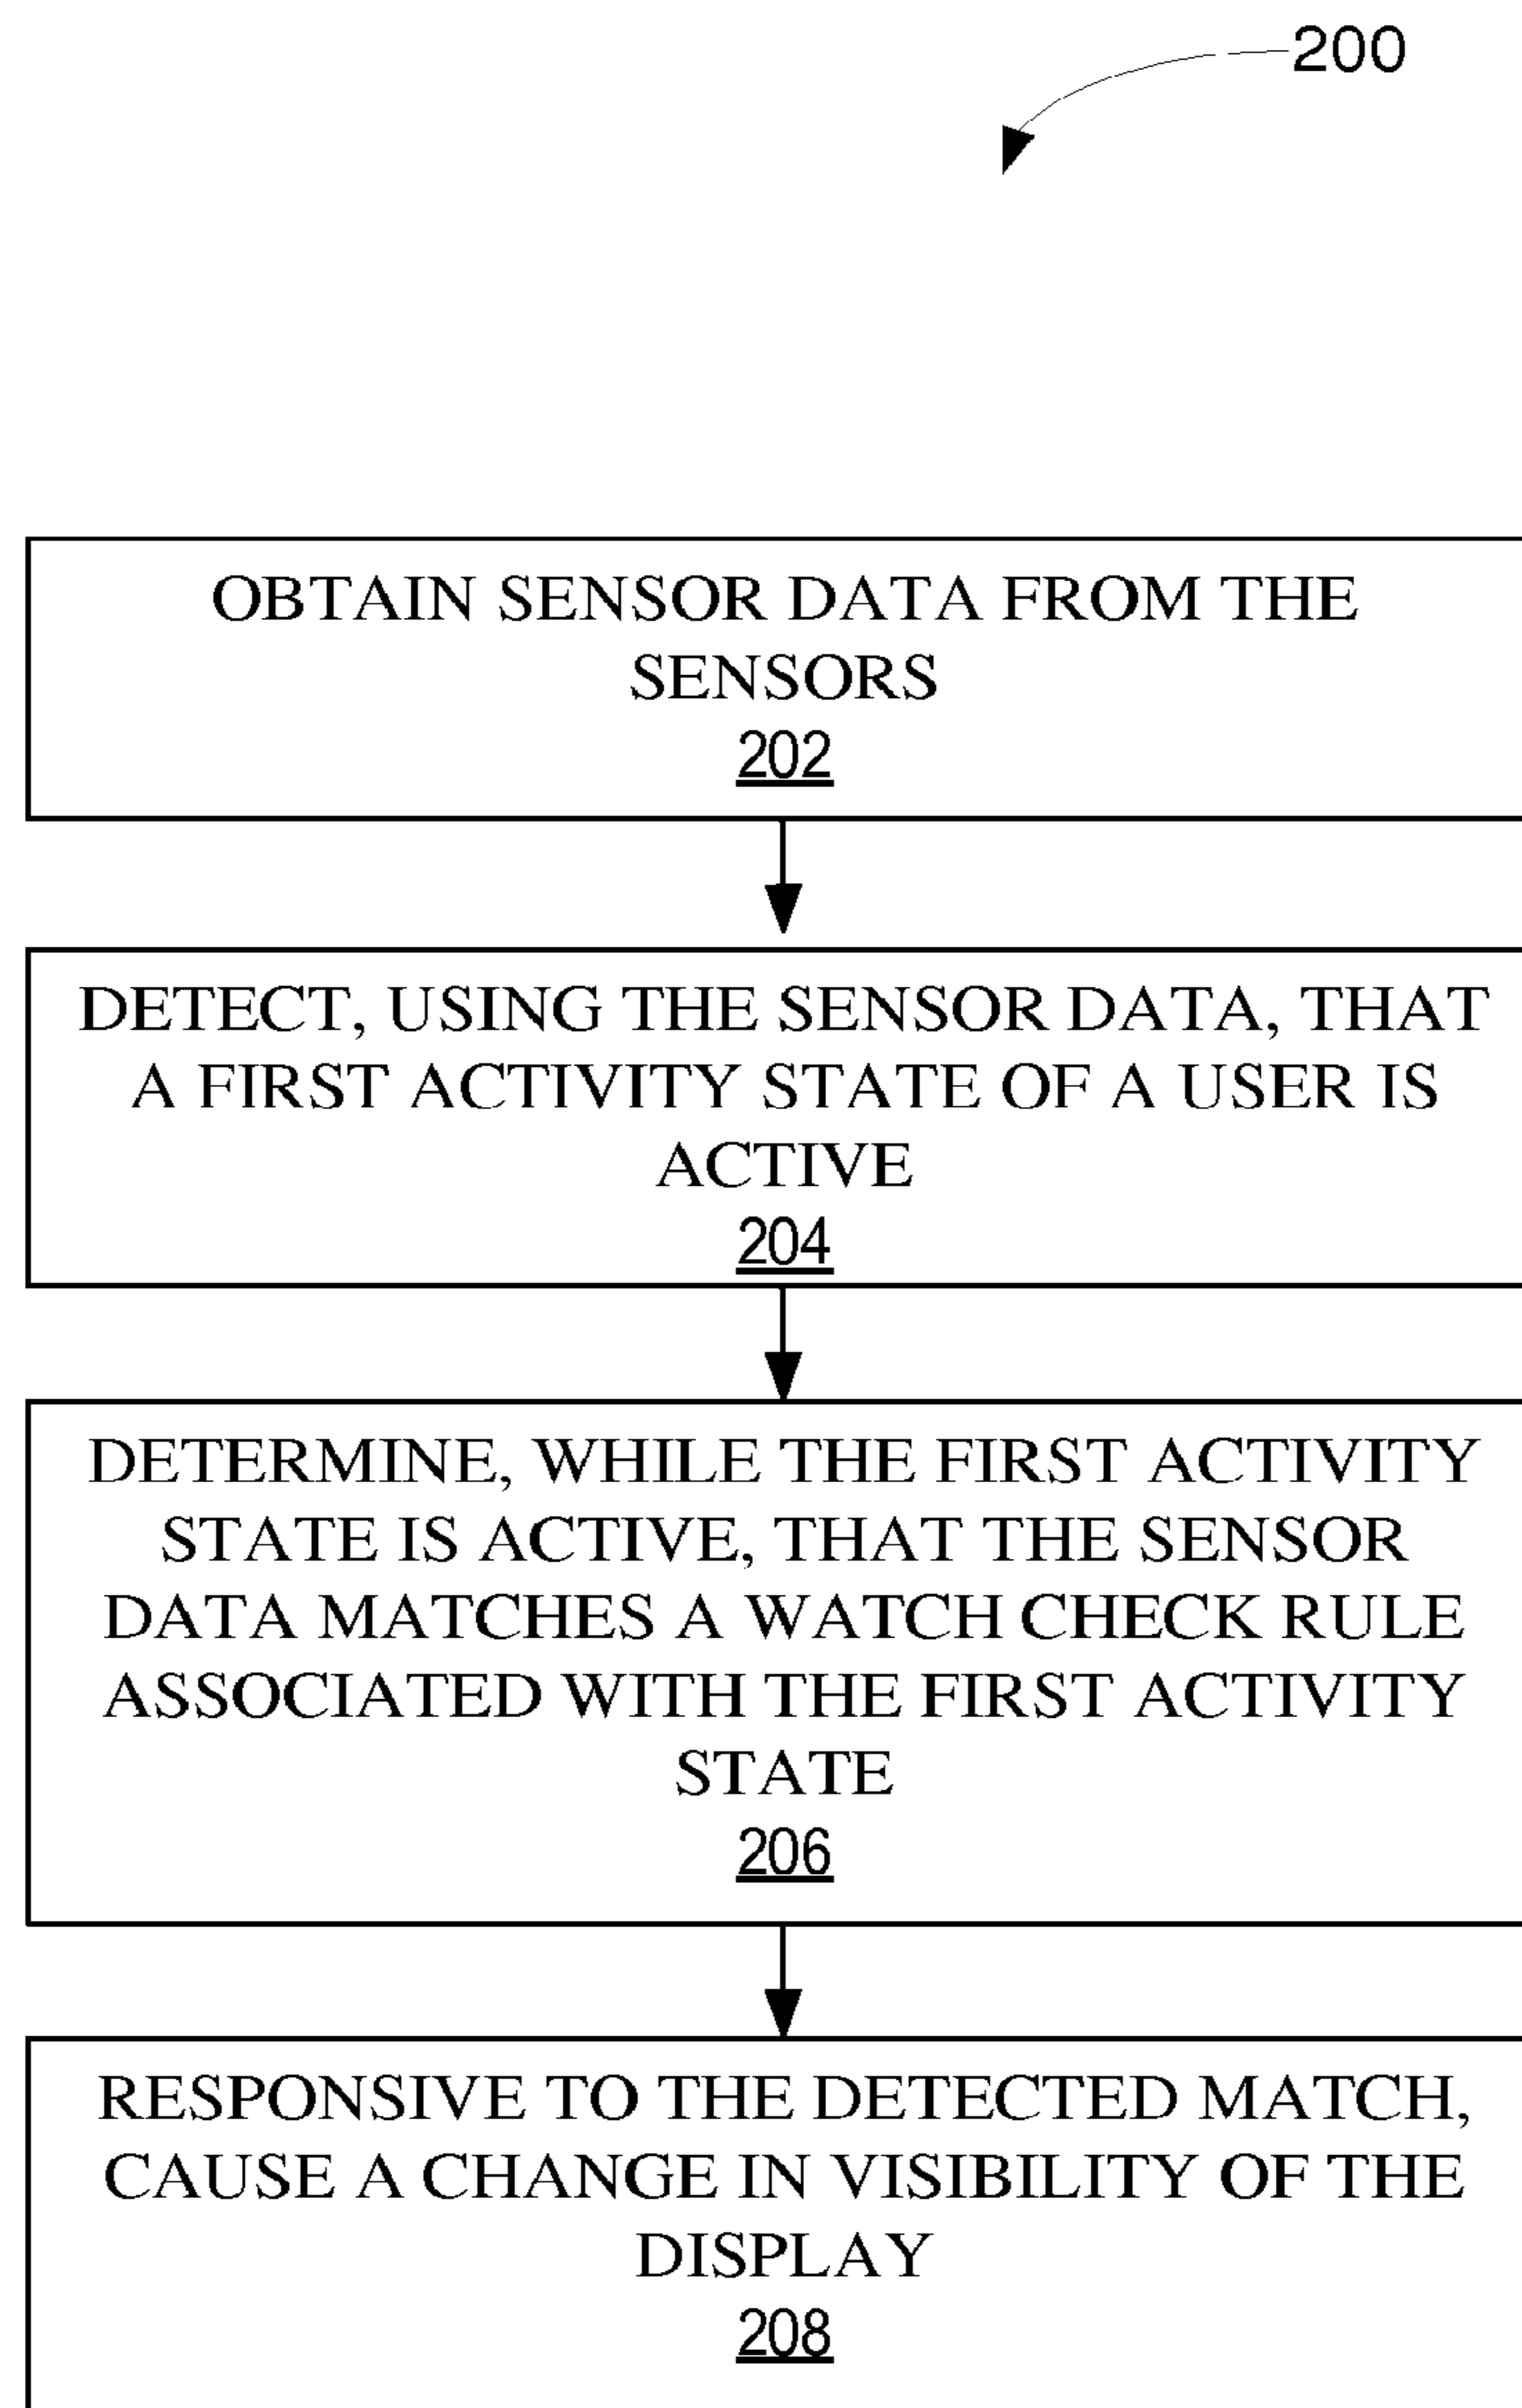 200
OBTAIN SENSOR DATA FROM THE
SENSORS
202
DETECT, USING THE SENSOR DATA, THAT
A FIRST ACTIVITY STATE OF A USER IS
ACTIVE
204
DETERMINE, WHILE THE FIRST ACTIVITY
STATE IS ACTIVE, THAT THE SENSOR
DATA MATCHES A WATCH CHECK RULE
ASSOCIATED WITH THE FIRST ACTIVITY
STATE
206
RESPONSIVE TO THE DETECTED MATCH,
CAUSE A CHANGE IN VISIBILITY OF THE
DISPLAY
208